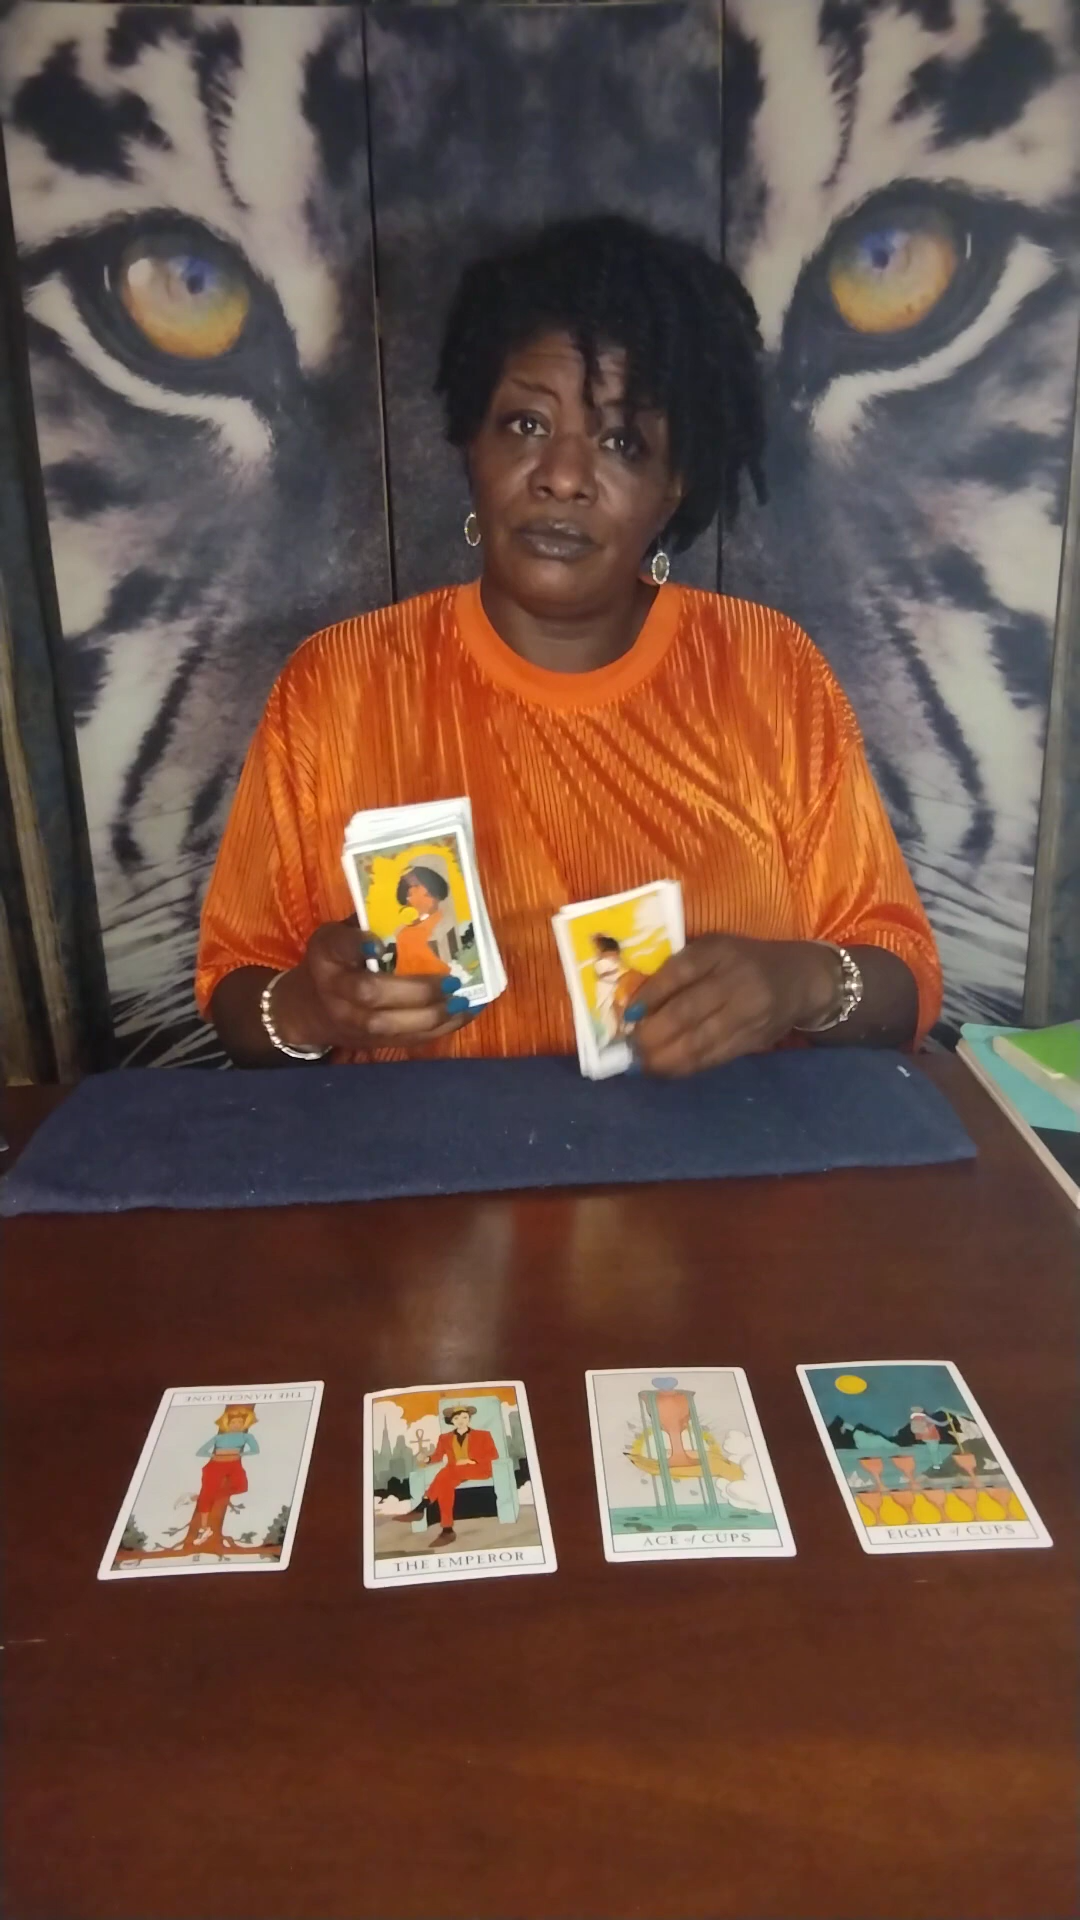 THE HANGED ONE
THE EMPEROR
ACE of CUPS
EIGHT of CUPS